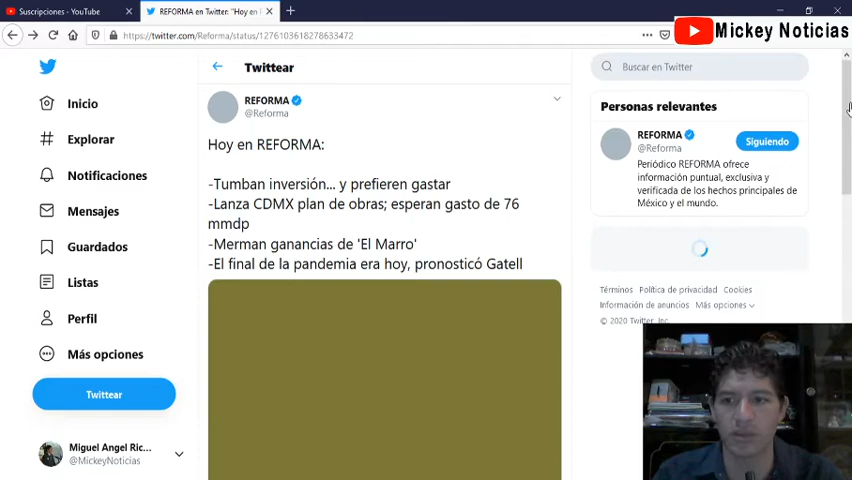 Suscripciones - YouTube
REFORMA en Twitter: "Hoy en
https://twitter.com/Reforma/status/1276103618278633472
Mickey Noticias
Inicio
Explorar
Notificaciones
Mensajes
Guardados
Listas
Perfil
Más opciones
Twittear
Miguel Angel Ric...
@MickeyNoticias
Twittear
REFORMA
@Reforma
Hoy en REFORMA:
-Tumban inversión... y prefieren gastar
-Lanza CDMX plan de obras; esperan gasto de 76
mmdp
-Merman ganancias de 'El Marro'
-El final de la pandemia era hoy, pronosticó Gatell
Buscar en Twitter
Personas relevantes
REFORMA
@Reforma
Siguiendo
Periódico REFORMA ofrece
información puntual, exclusiva y
verificada de los hechos principales de
México y el mundo.
Términos Política de privacidad Cookies
Información de anuncios Más opciones
© 2020 Twitter, Inc.